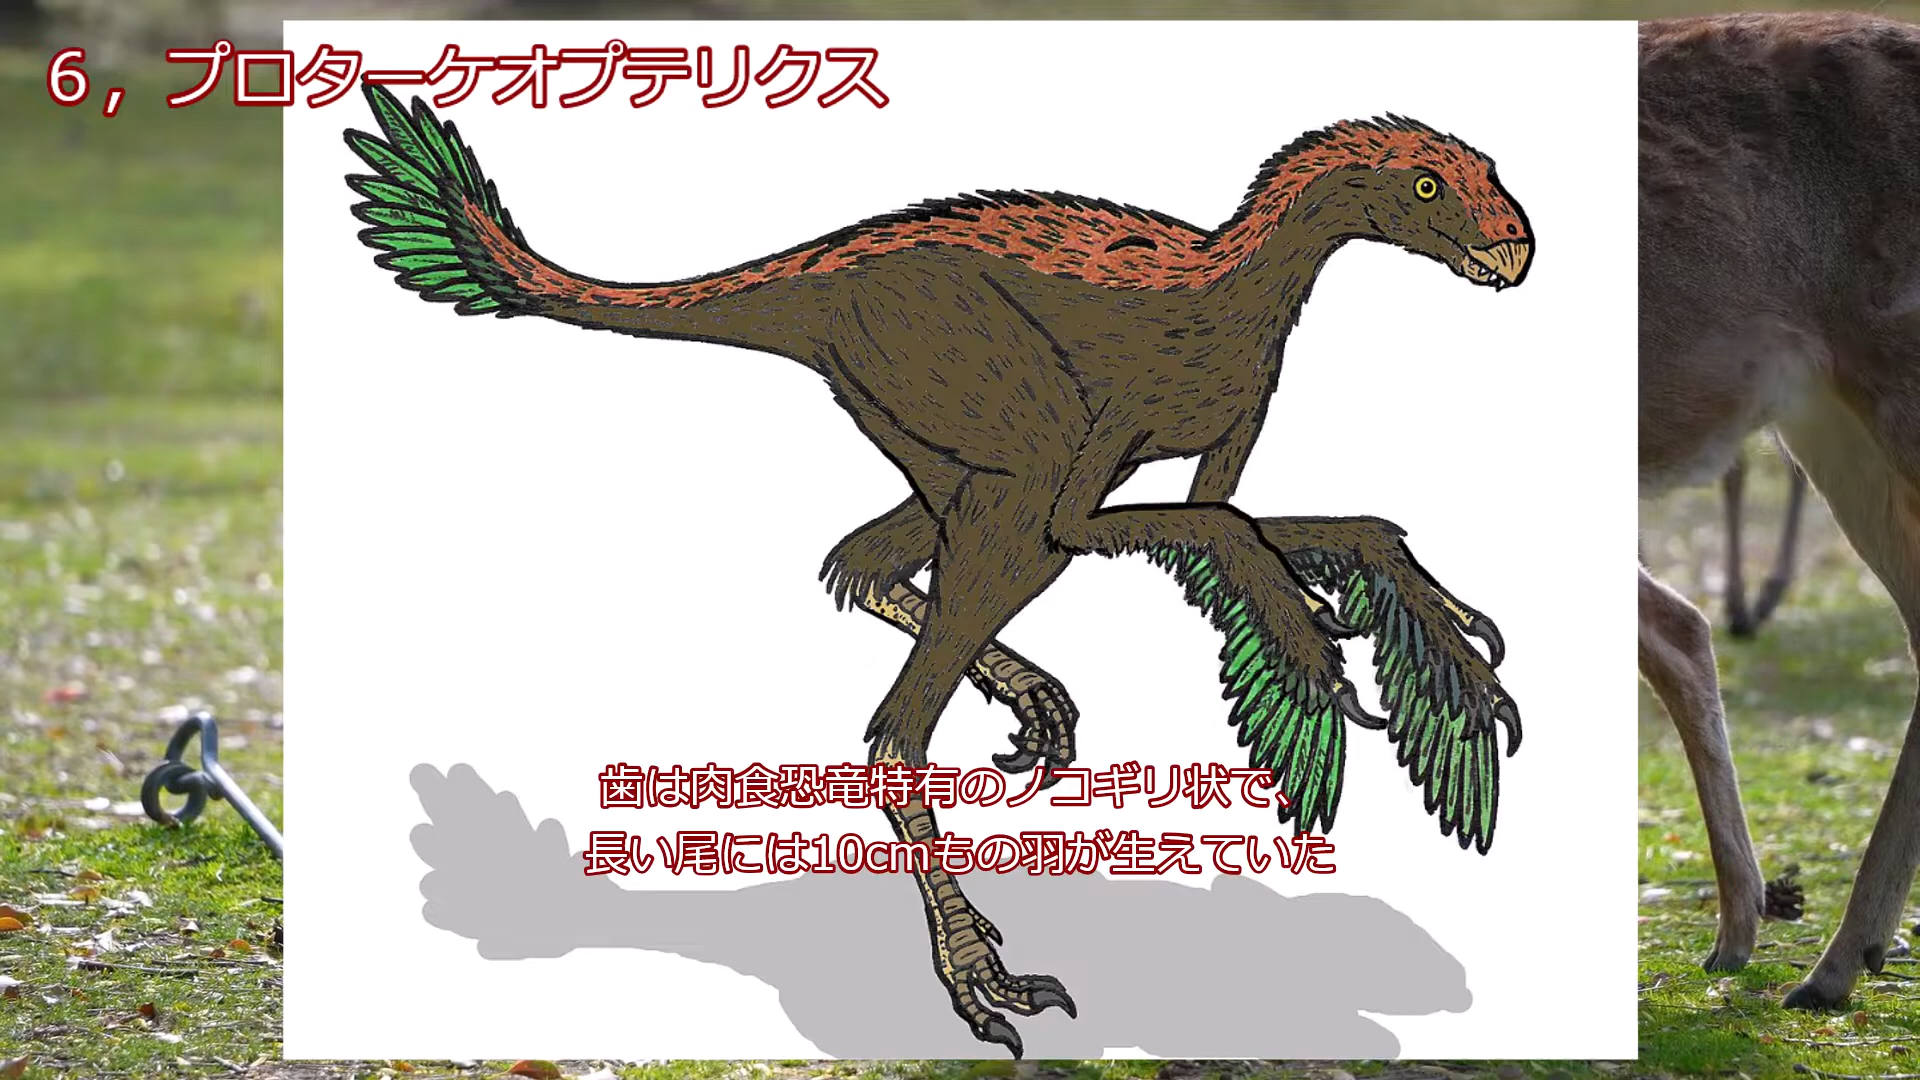 ６，プロターケオプテリクス
歯は肉食恐竜特有のノコギリ状で、
長い尾には10cmもの羽が生えていた